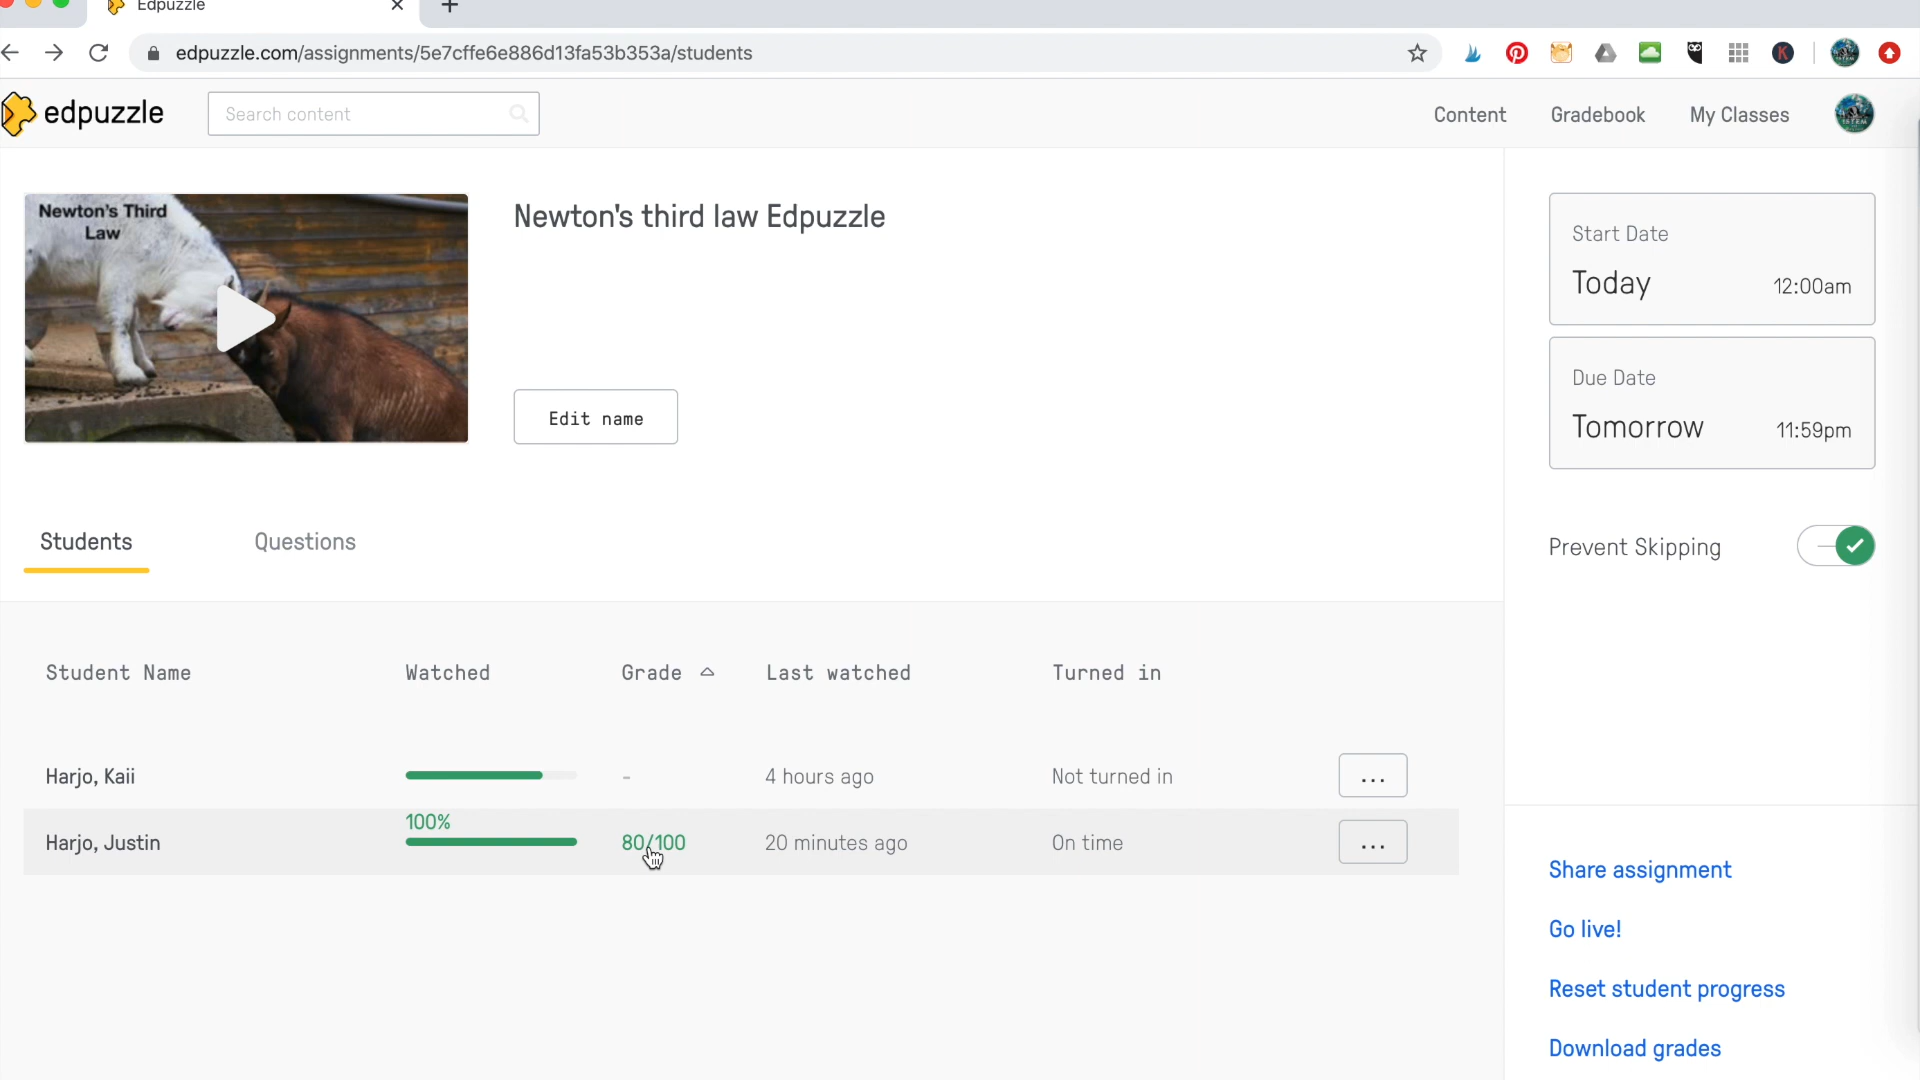 Edpuzzle
edpuzzle.com/assignments/5e7cffe6e886d13fa53b353a/students
K
edpuzzle
Search content
Content
Gradebook
My Classes
Newton's Third
Law
Newton's third law Edpuzzle
Edit name
Start Date
Today
12:00am
Due Date
Tomorrow
11:59pm
Prevent Skipping
Students
Questions
Student Name
Watched
Grade
Last watched
Turned in
Harjo, Kaii
-
4 hours ago
Not turned in
...
Harjo, Justin
100%
80/100
20 minutes ago
On time
...
Share assignment
Go live!
Reset student progress
Download grades